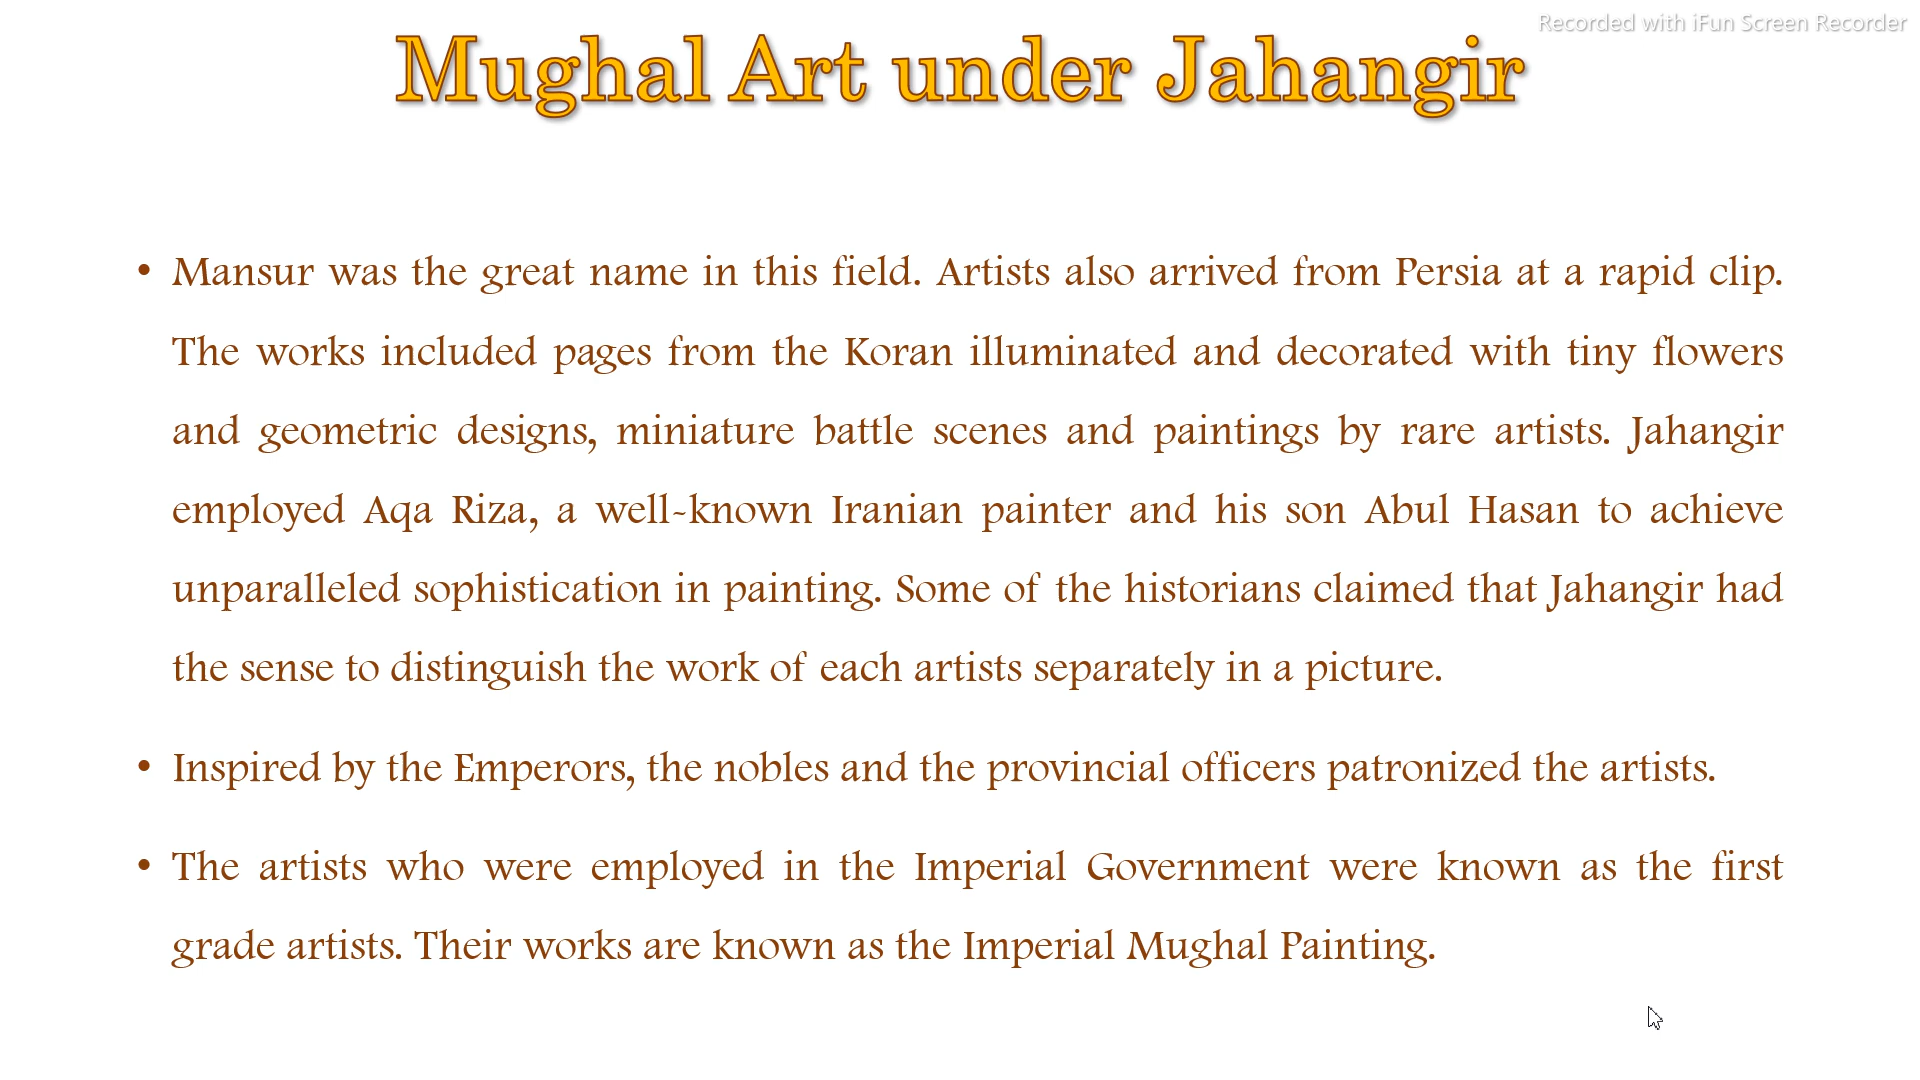 Recorded with iFun Screen Recorder
Mughal Art under Jahangir
• Mansur was the great name in this field. Artists also arrived from Persia at a rapid clip.
The works included pages from the Koran illuminated and decorated with tiny flowers
and geometric designs, miniature battle scenes and paintings by rare artists. Jahangir
employed Aqa Riza, a well-known Iranian painter and his son Abul Hasan to achieve
unparalleled sophistication in painting. Some of the historians claimed that Jahangir had
the sense to distinguish the work of each artists separately in a picture.
• Inspired by the Emperors, the nobles and the provincial officers patronized the artists.
• The artists who were employed in the Imperial Government were known as the first
grade artists. Their works are known as the Imperial Mughal Painting.